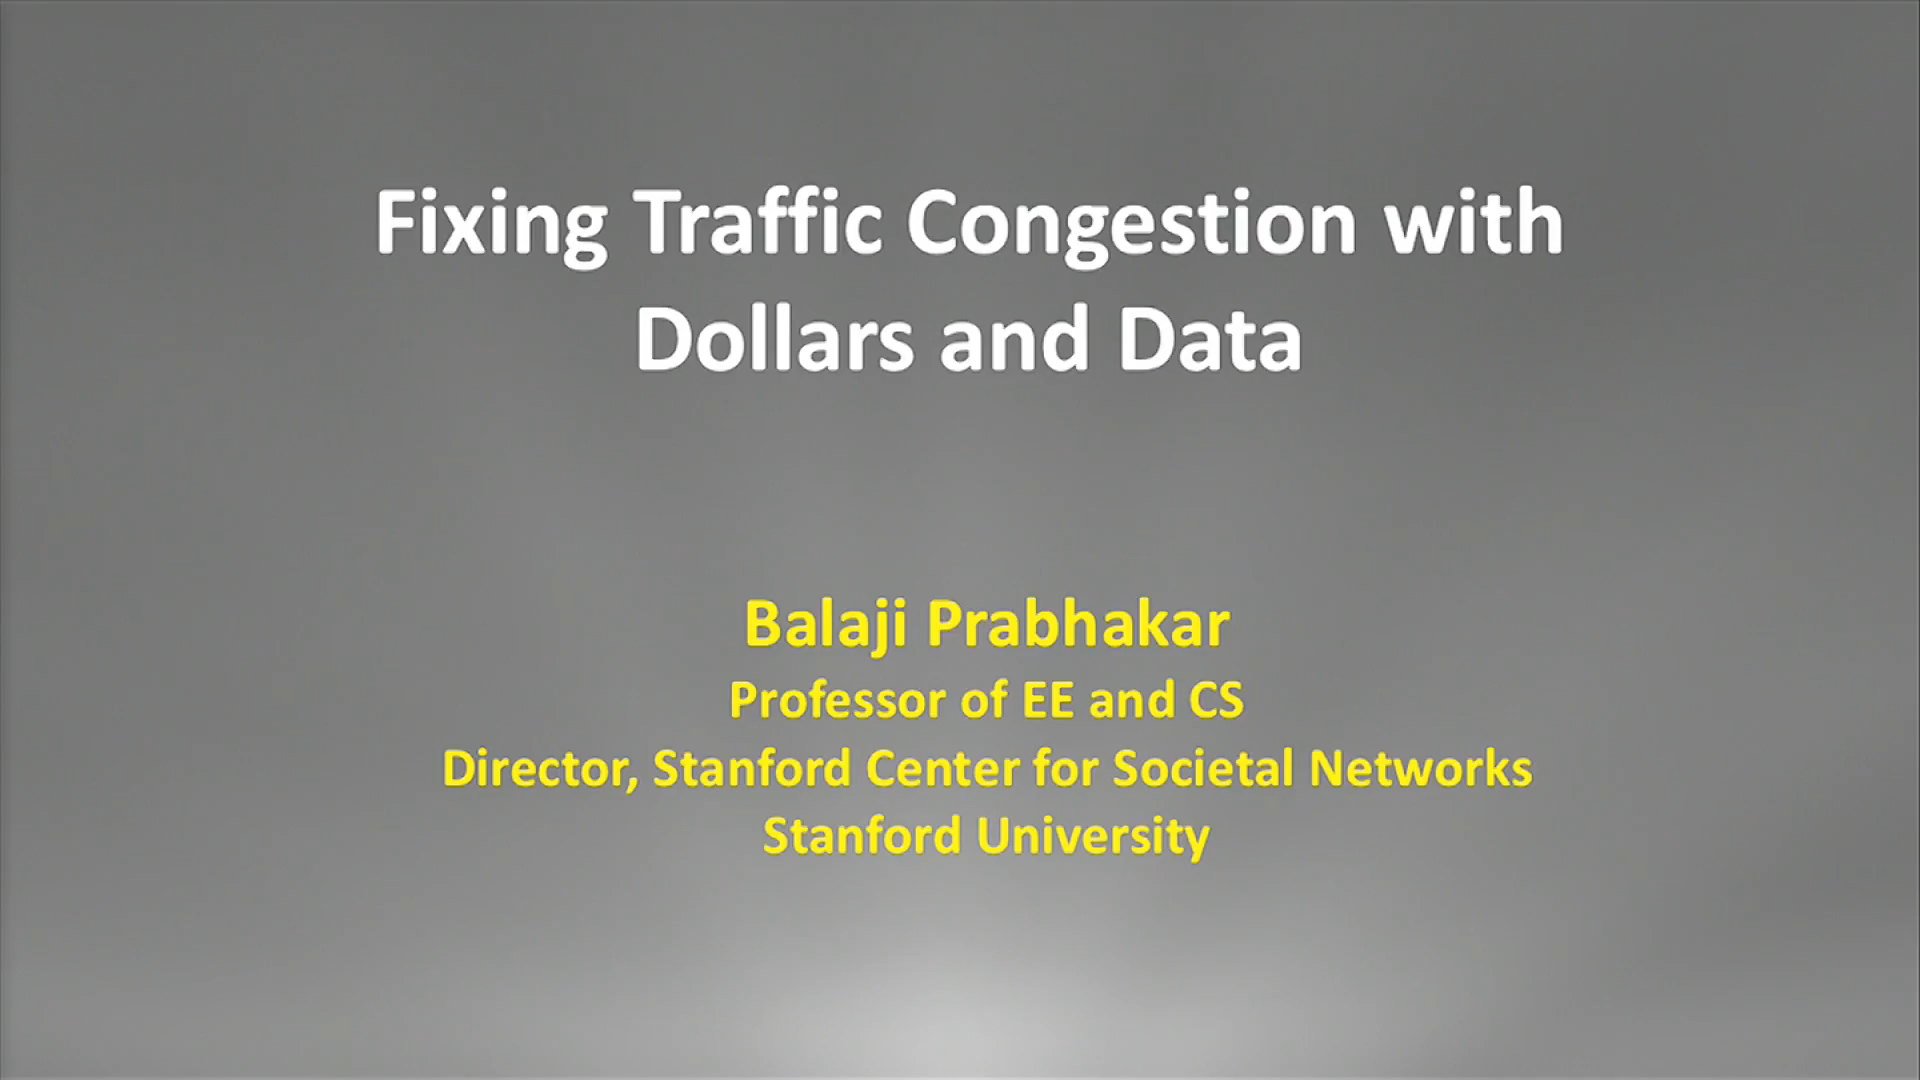 Fixing Traffic Congestion with
Dollars and Data
Balaji Prabhakar
Professor of EE and CS
Director, Stanford Center for Societal Networks
Stanford University